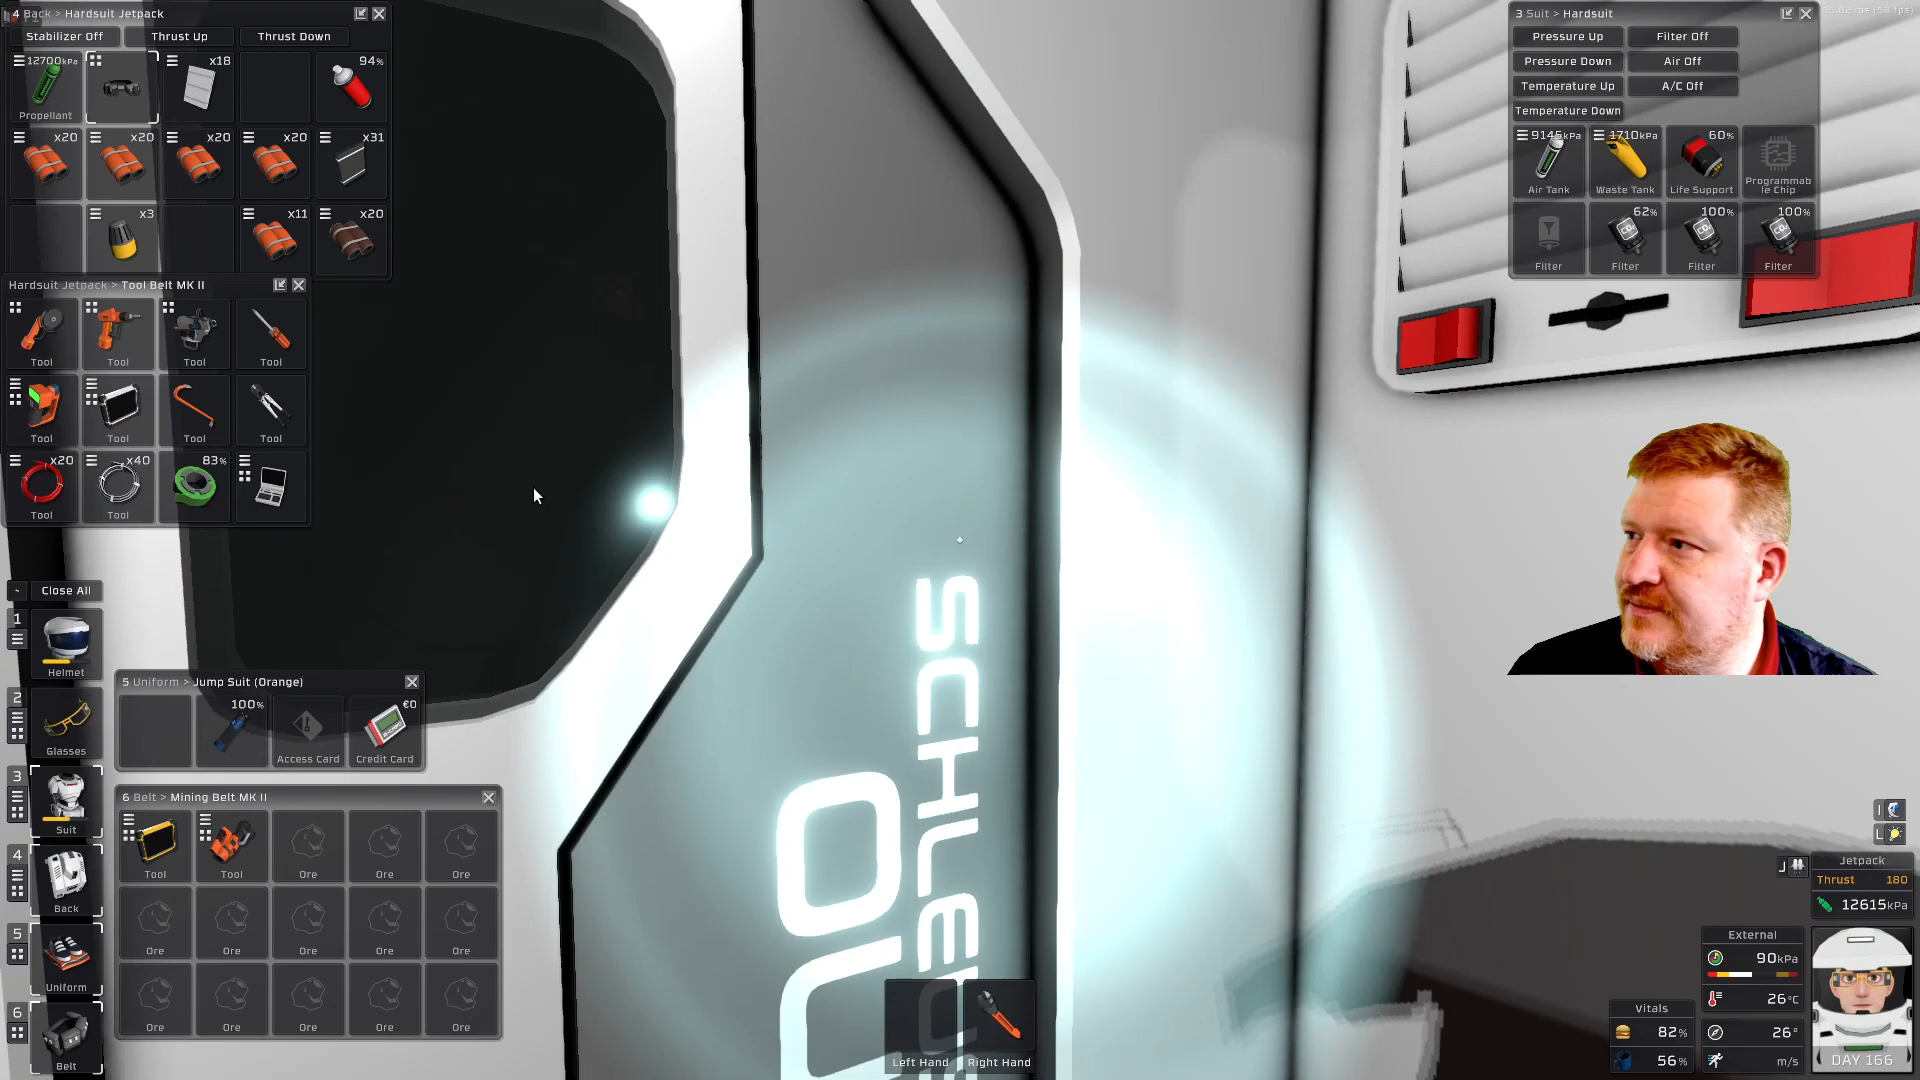 4 Back > Hardsuit Jetpack
Stabilizer Off
Thrust Up
Thrust Down
12700kPa
x18
94%
Propellant
x20
x20
x20
x20
x31
x3
x11
x20
Hardsuit Jetpack > Tool Belt MK II
Tool
Tool
Tool
Tool
Tool
Tool
Tool
Tool
x20
x40
83%
Tool
Tool
~
Close All
1
Helmet
2
Glasses
3
Suit
4
Back
5
Uniform
6
Belt
5 Uniform > Jump Suit (Orange)
100%
€0
Access Card
Credit Card
6 Belt > Mining Belt MK II
Tool
Tool
Ore
Ore
Ore
Ore
Ore
Ore
Ore
Ore
Ore
Ore
Ore
Ore
Ore
SCHLE
Left Hand
Right Hand
3 Suit > Hardsuit
Pressure Up
Filter Off
Pressure Down
Air Off
Temperature Up
A/C Off
Temperature Down
9145kPa
1710kPa
60%
Air Tank
Waste Tank
Life Support
Programmab
le Chip
62%
100%
100%
Filter
Filter
Filter
Filter
I
L
J
Jetpack
Thrust 180
12615kPa
External
90kPa
26°C
26°
m/s
Vitals
82%
56%
DAY 166